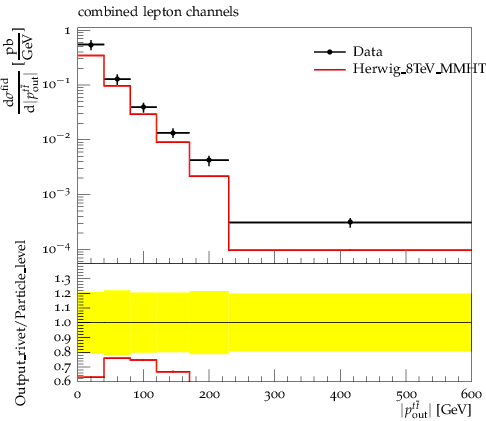 combined lepton channels
dσ^fid / d|p_out^tt̄| [pb/GeV]
1
10⁻¹
10⁻²
10⁻³
10⁻⁴
Data
Herwig_8TeV_MMHT
Output_rivet/Particle_level
1.3
1.2
1.1
1.0
0.9
0.8
0.7
0.6
0 100 200 300 400 500 600
|p_out^tt̄| [GeV]